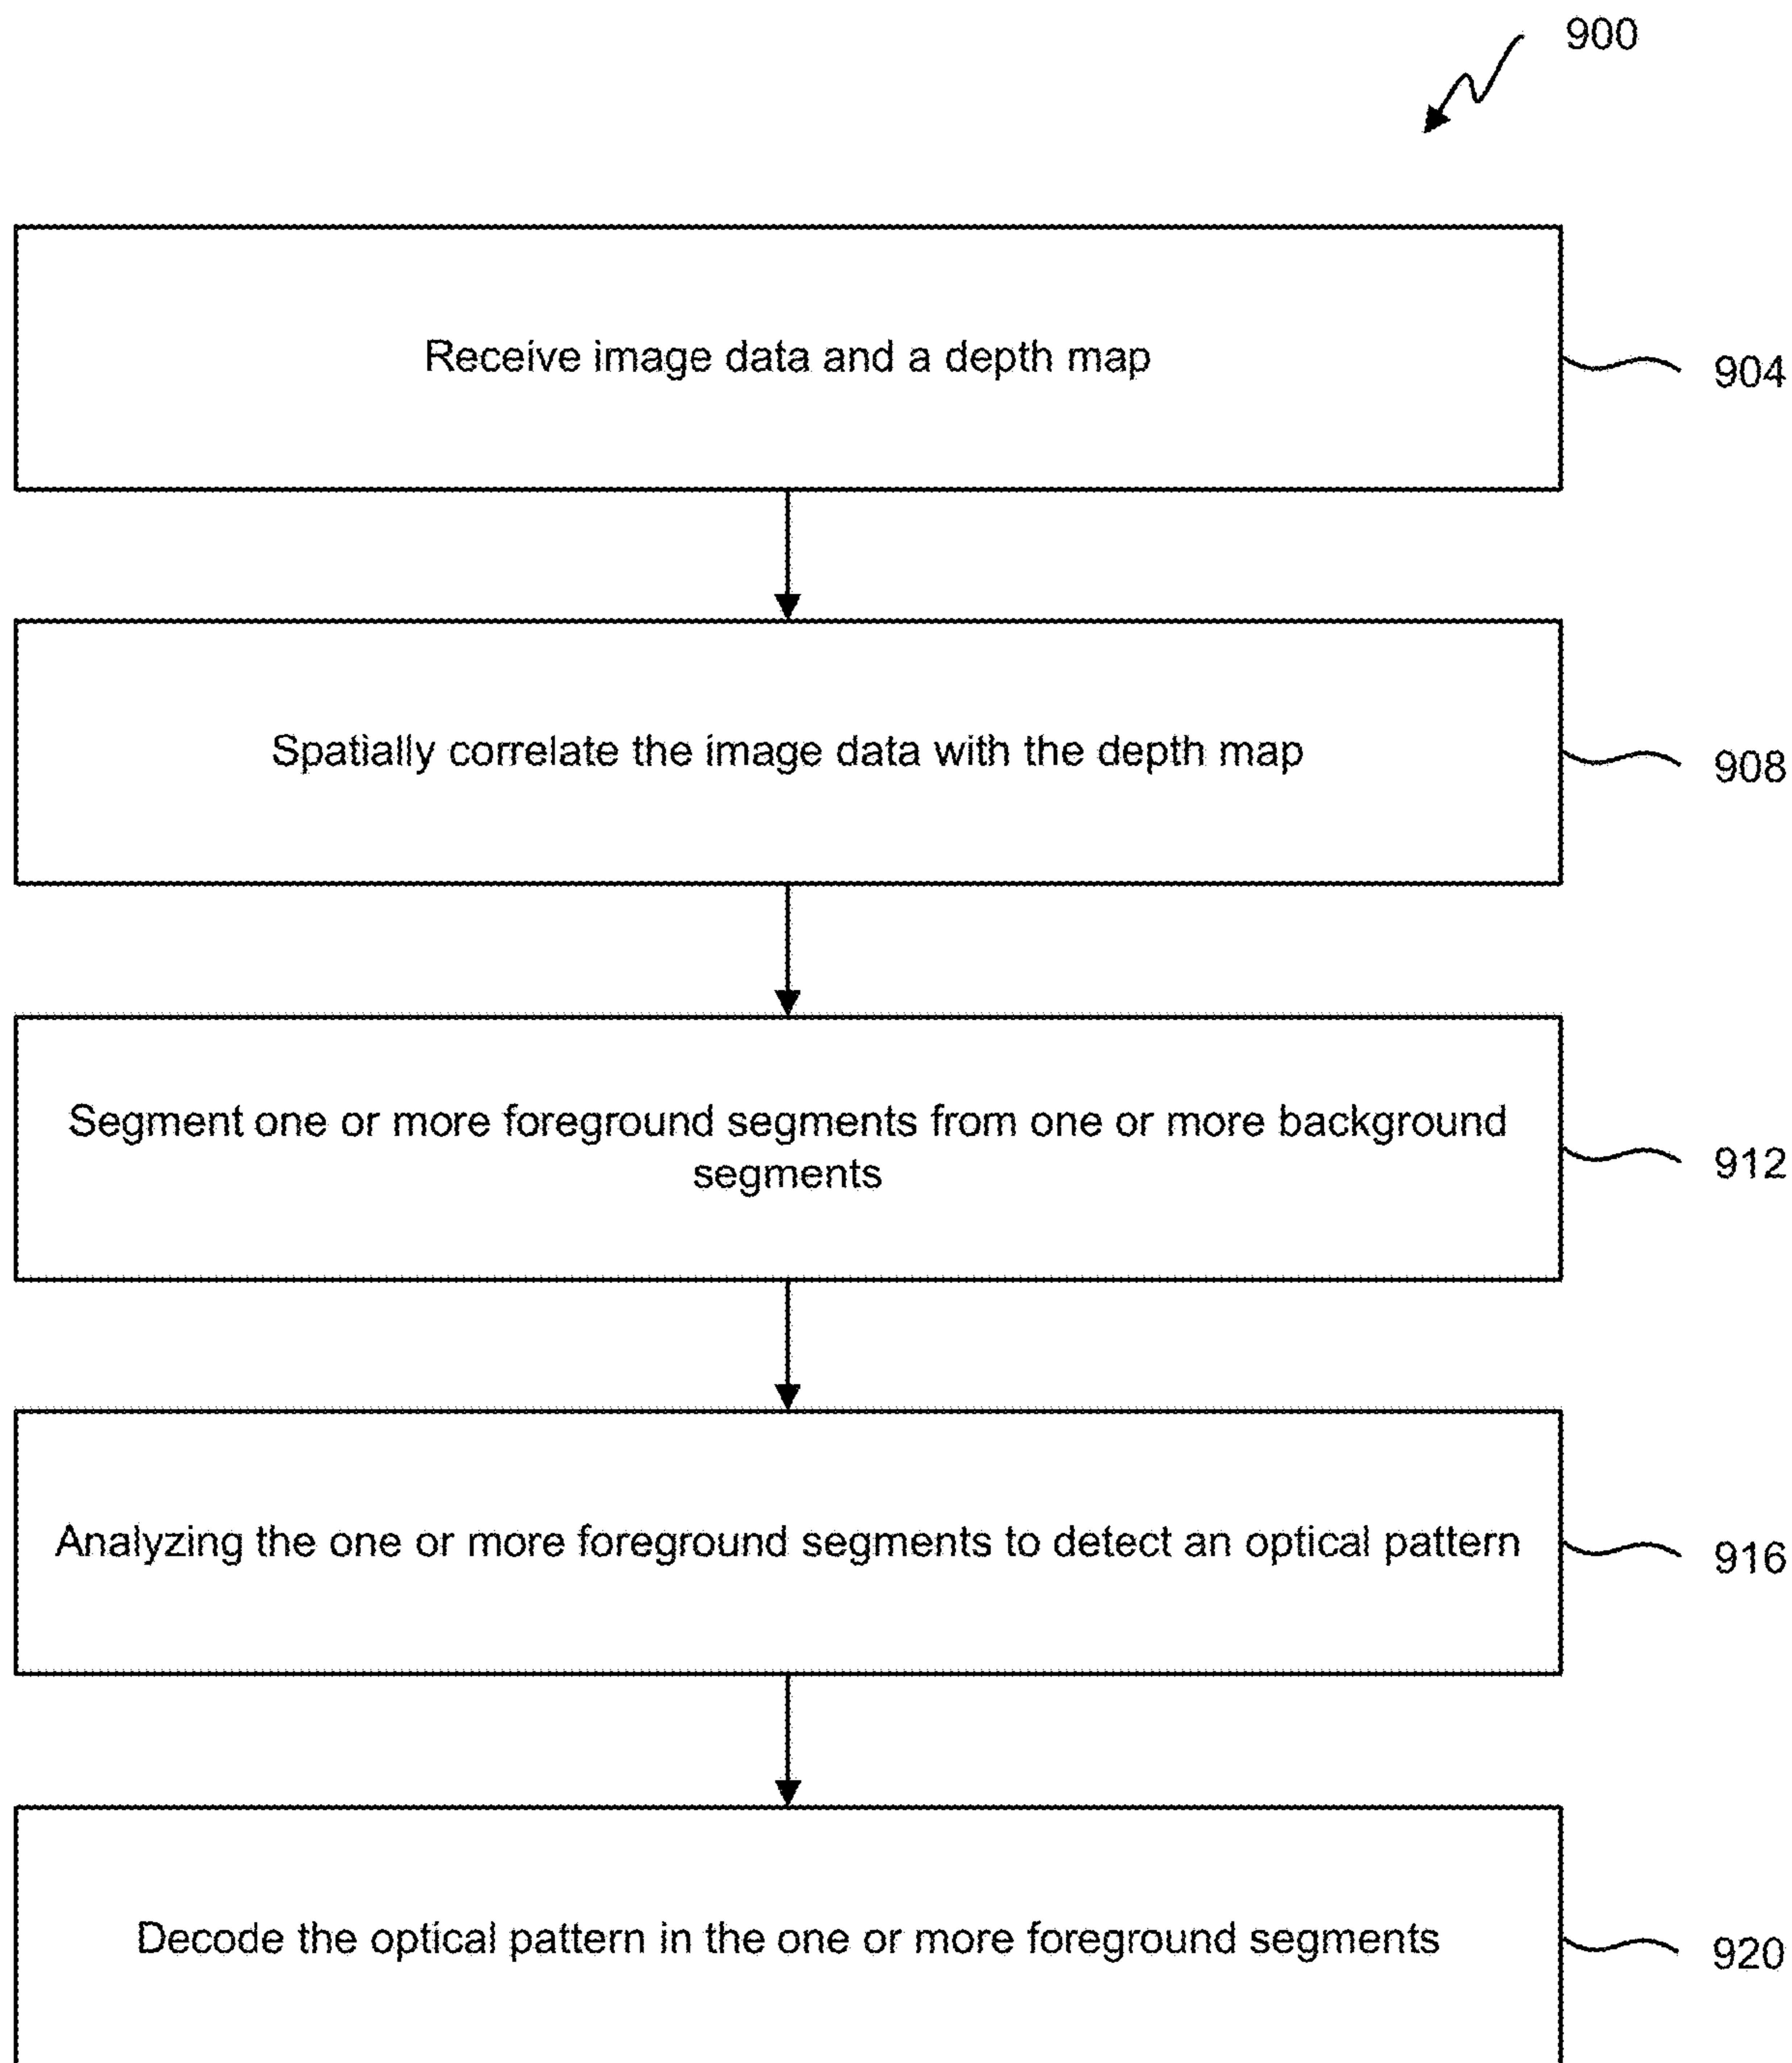 900
Receive image data and a depth map
904
Spatially correlate the image data with the depth map
908
Segment one or more foreground segments from one or more background
segments
912
Analyzing the one or more foreground segments to detect an optical pattern
916
Decode the optical pattern in the one or more foreground segments
920